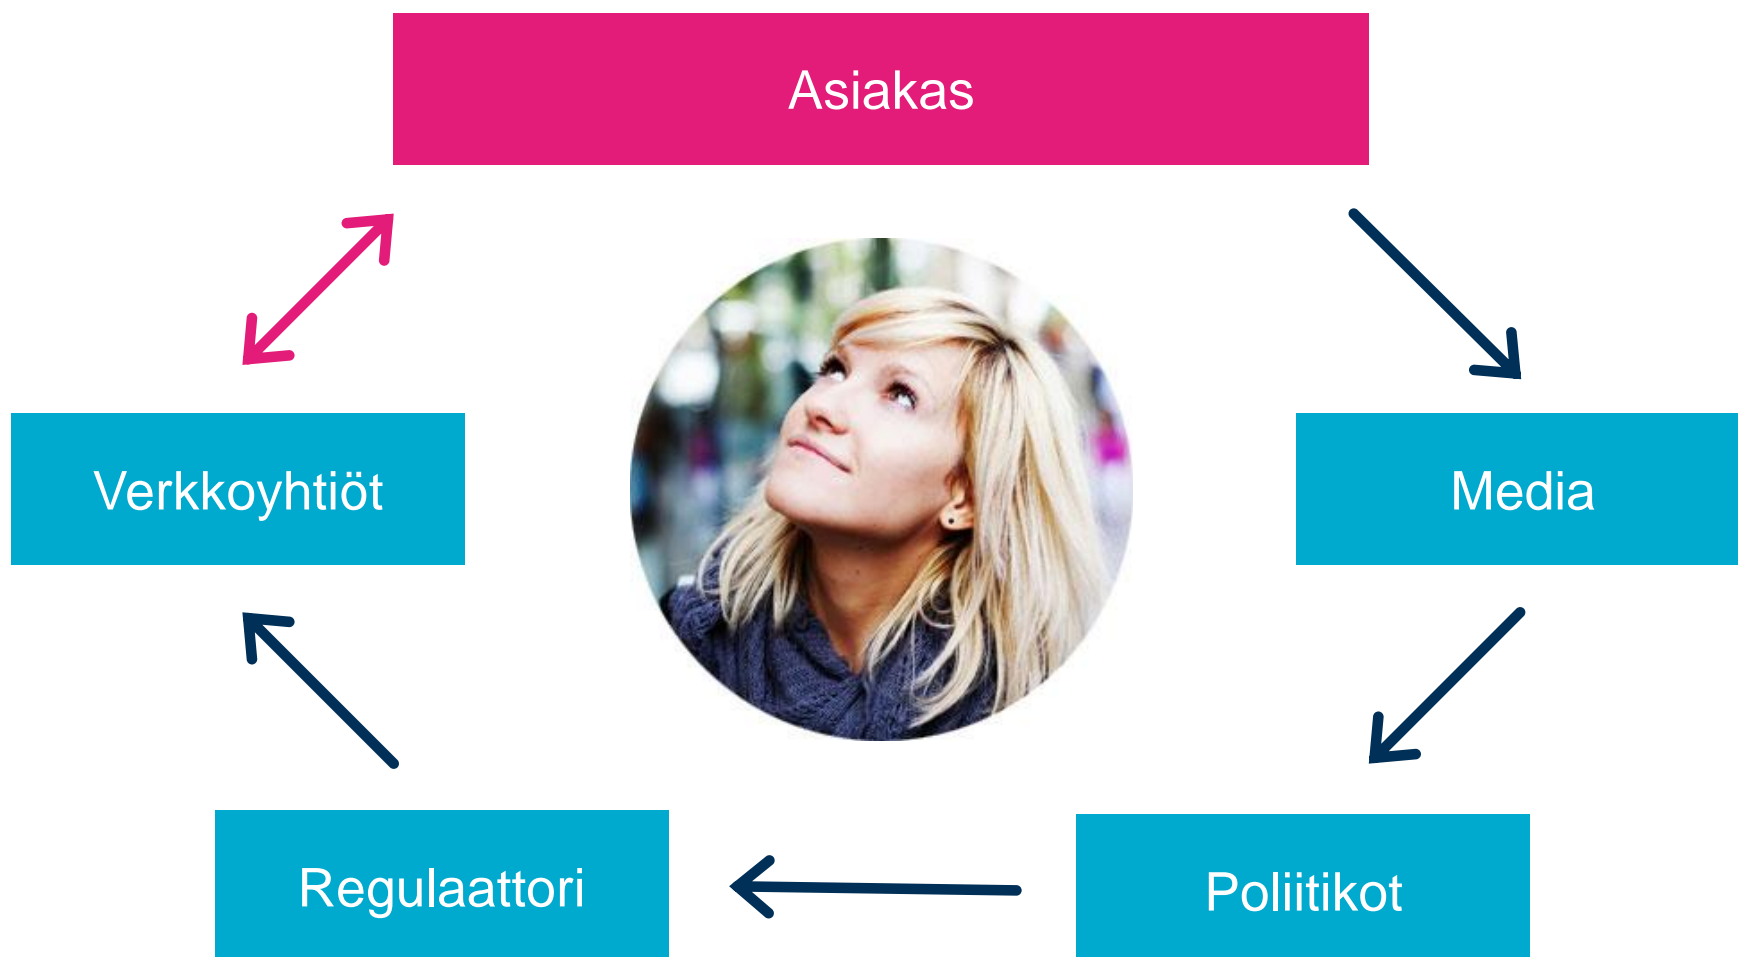 Asiakas
Verkkoyhtiöt
Media
Regulaattori
Poliitikot